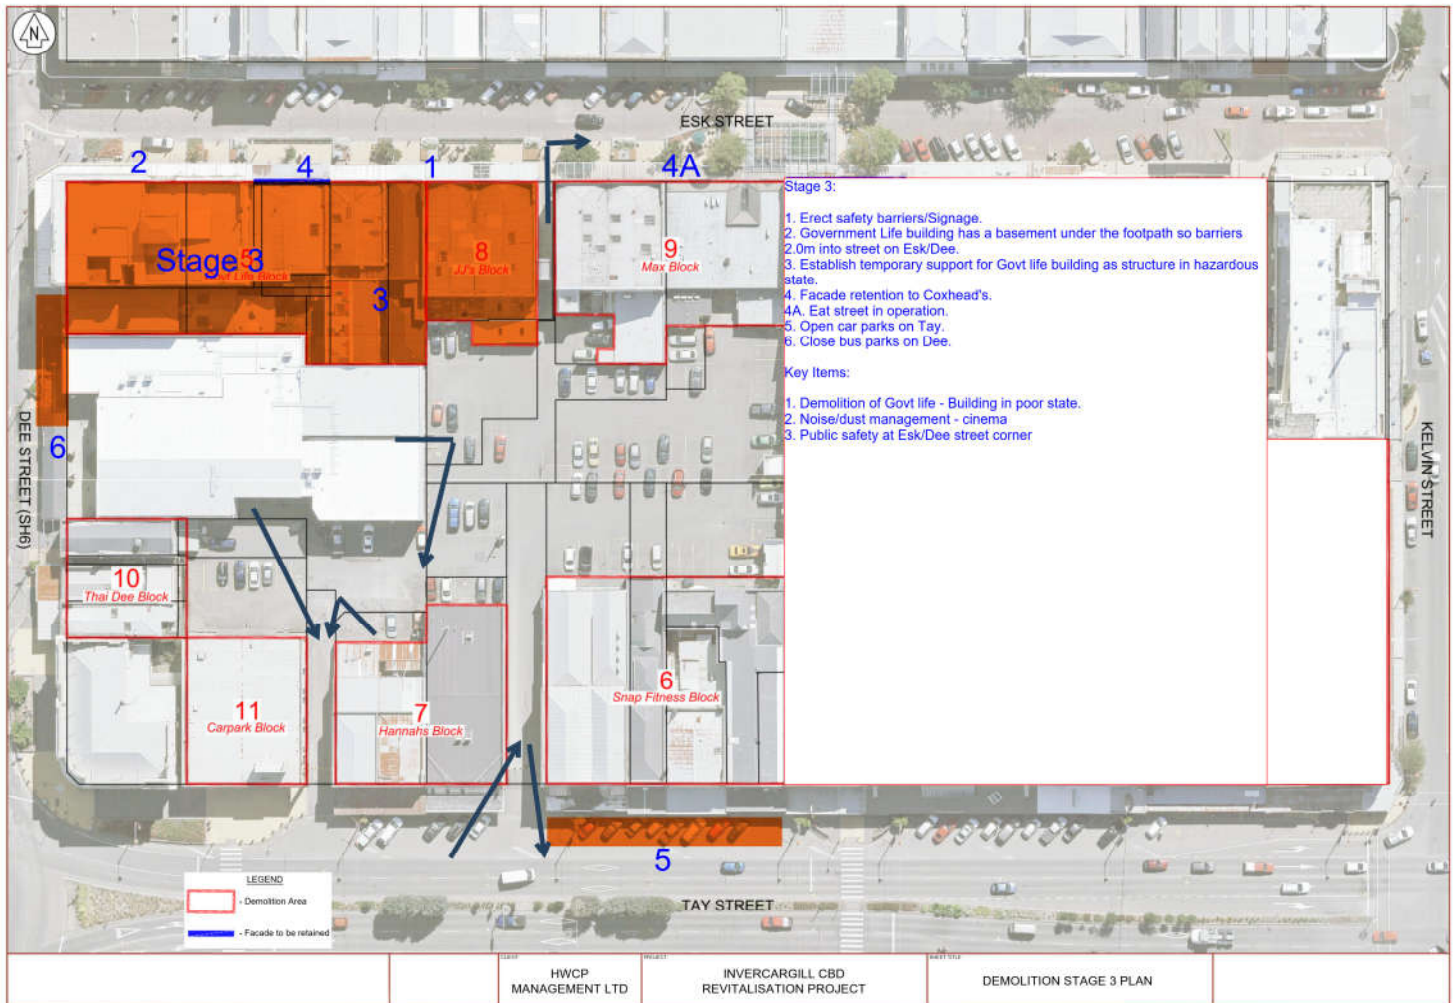 N
ESK STREET
2
4
1
4A
Stage 3
5
Life Block
3
8
JJ's Block
9
Max Block
Stage 3:
1. Erect safety barriers/Signage.
2. Government Life building has a basement under the footpath so barriers
2.0m into street on Esk/Dee.
3. Establish temporary support for Govt life building as structure in hazardous
state.
4. Facade retention to Coxhead's.
4A. Eat street in operation.
5. Open car parks on Tay.
6. Close bus parks on Dee.
Key Items:
1. Demolition of Govt life - Building in poor state.
2. Noise/dust management - cinema
3. Public safety at Esk/Dee street corner
DEE STREET (SH6)
6
KELVIN STREET
10
Thai Dee Block
11
Carpark Block
7
Hannahs Block
6
Snap Fitness Block
5
TAY STREET
LEGEND
- Demolition Area
- Facade to be retained
CLIENT
HWCP
MANAGEMENT LTD
PROJECT
INVERCARGILL CBD
REVITALISATION PROJECT
SHEET TITLE
DEMOLITION STAGE 3 PLAN